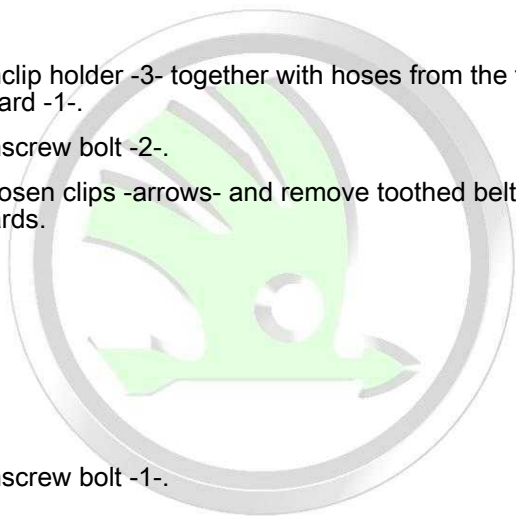 clip holder -3- together with hoses from the
ard -1-.
screw bolt -2-.
osen clips -arrows- and remove toothed belt
ards.
screw bolt -1-.